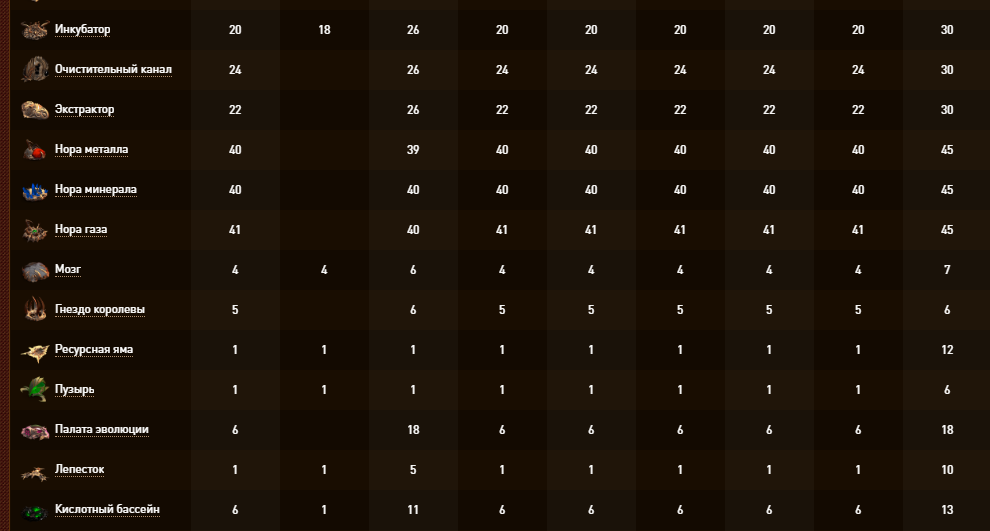 Инкубатор 20 18 26 20 20 20 20 20 30
Очистительный канал 24 26 24 24 24 24 24 30
Экстрактор 22 26 22 22 22 22 22 30
Нора металла 40 39 40 40 40 40 40 45
Нора минерала 40 40 40 40 40 40 40 45
Нора газа 41 40 41 41 41 41 41 45
Мозг 4 4 6 4 4 4 4 4 7
Гнездо королевы 5 6 5 5 5 5 5 6
Ресурсная яма 1 1 1 1 1 1 1 1 12
Пузырь 1 1 1 1 1 1 1 1 6
Палата эволюции 6 18 6 6 6 6 6 18
Лепесток 1 1 5 1 1 1 1 1 10
Кислотный бассейн 6 1 11 6 6 6 6 6 13